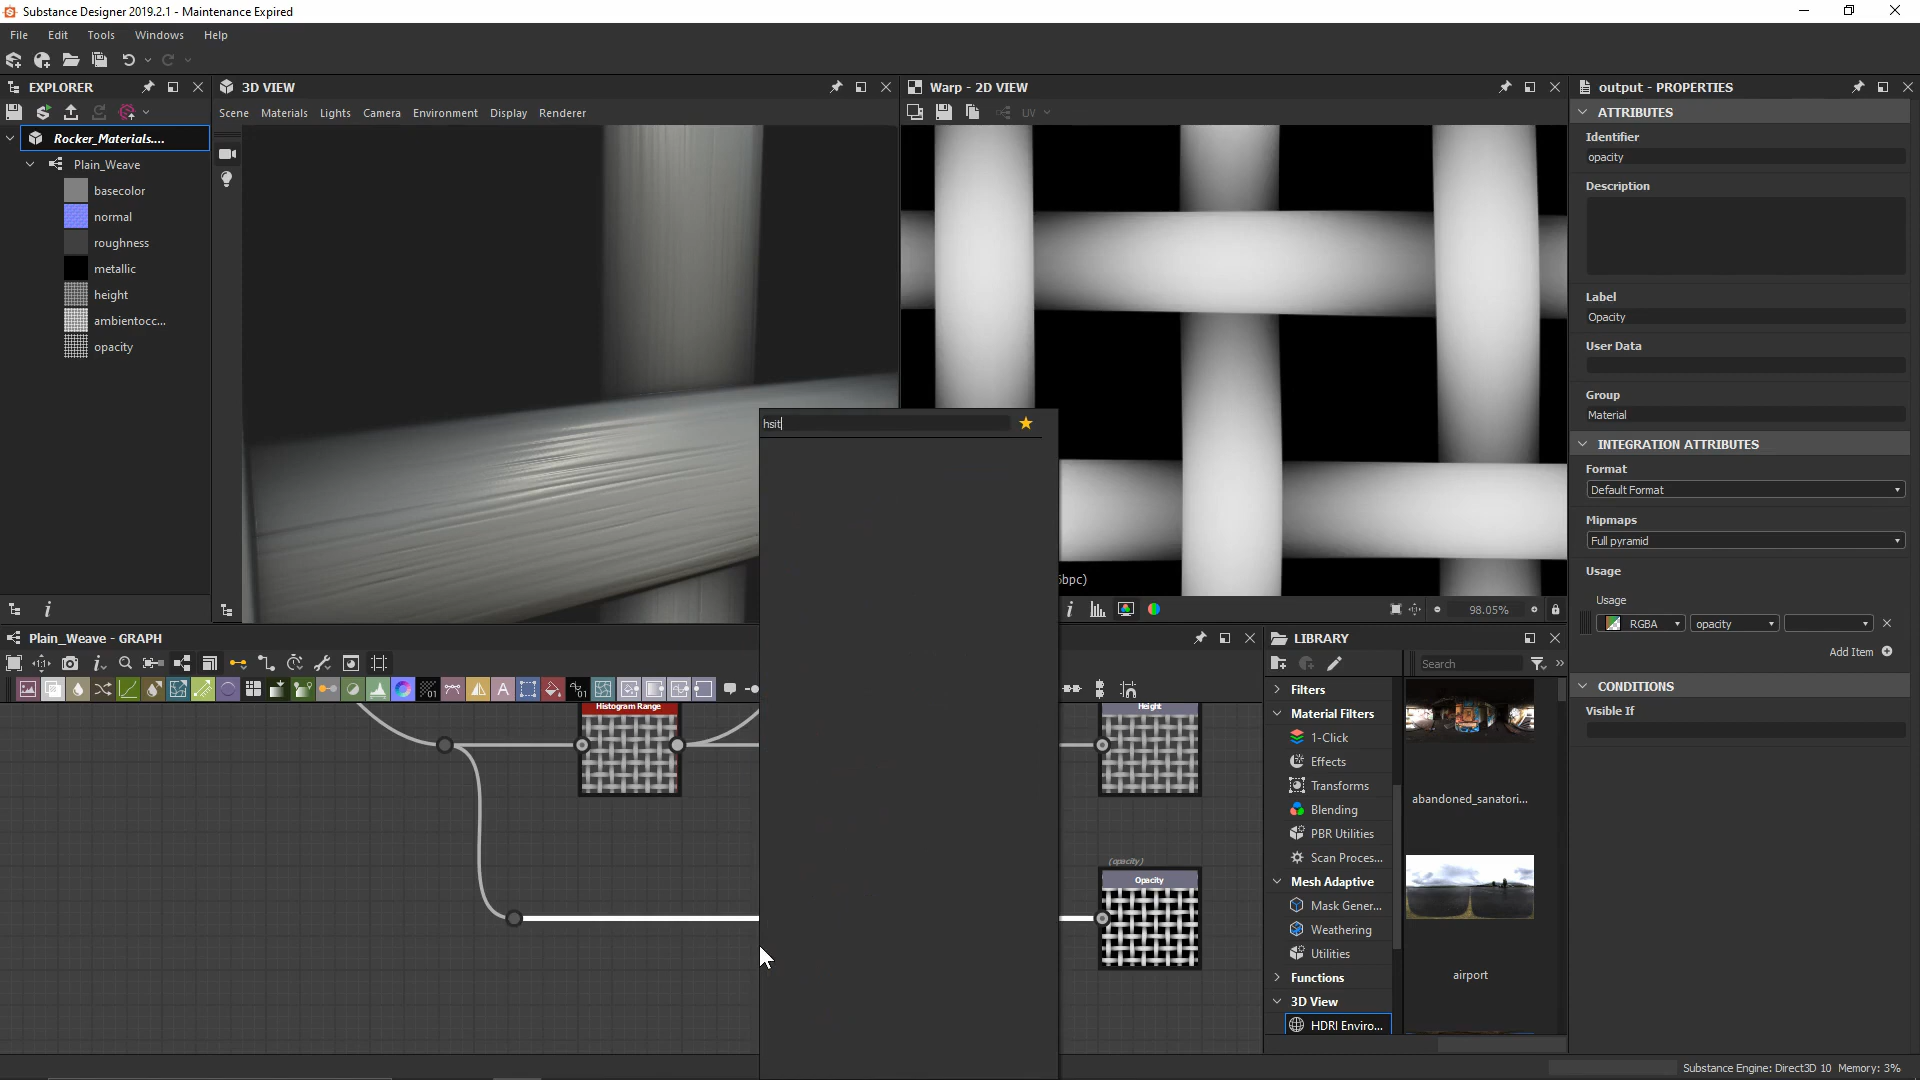 Substance Designer 2019.2.1 - Maintenance Expired
File Edit Tools Windows Help
EXPLORER
Rocker_Materials....
Plain_Weave
basecolor
normal
roughness
metallic
height
ambientocc...
opacity
3D VIEW
Scene Materials Lights Camera Environment Display Renderer
Warp - 2D VIEW
UV
hsit
98.05%
output - PROPERTIES
ATTRIBUTES
Identifier
opacity
Description
Label
Opacity
User Data
Group
Material
INTEGRATION ATTRIBUTES
Format
Default Format
Mipmaps
Full pyramid
Usage
Usage
RGBA opacity
Add Item
CONDITIONS
Visible If
Plain_Weave - GRAPH
Histogram Range
Height
(opacity)
Opacity
LIBRARY
Search
Filters
Material Filters
1-Click
Effects
Transforms
Blending
PBR Utilities
Scan Proces...
Mesh Adaptive
Mask Gener...
Weathering
Utilities
Functions
3D View
HDRI Enviro...
abandoned_sanatori...
airport
Substance Engine: Direct3D 10 Memory: 3%